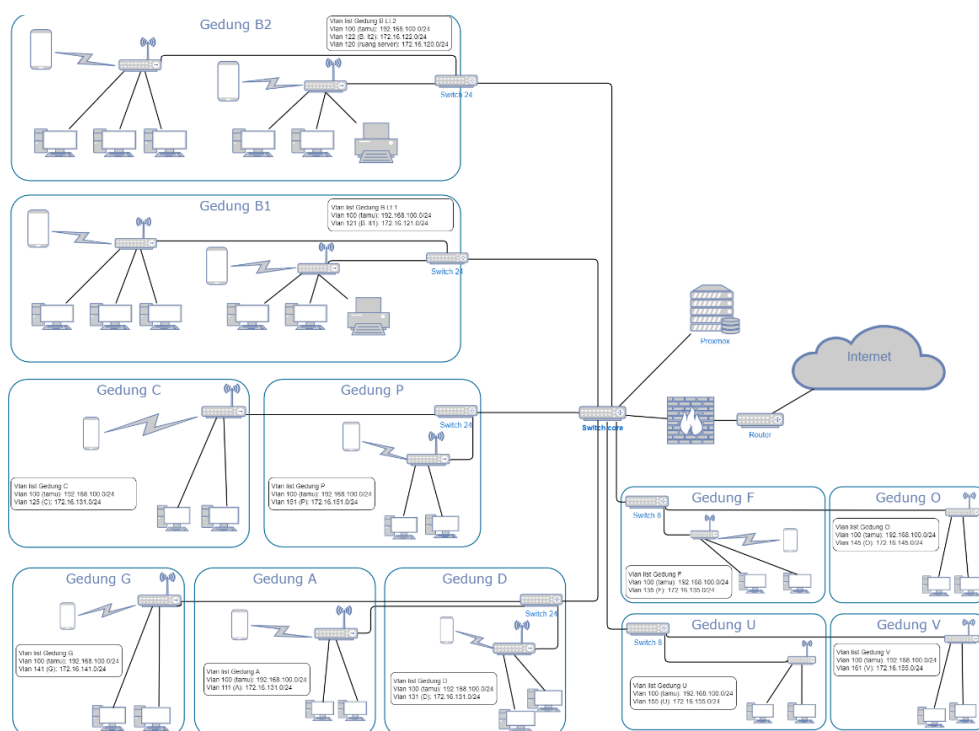 Gedung B2
Vlan list Gedung B Lt.2
Vlan 100 (tamu): 192.168.100.0/24
Vlan 122 (B. lt2): 172.16.122.0/24
Vlan 120 (ruang server): 172.16.120.0/24
Switch 24
Gedung B1
Vlan list Gedung B Lt.1
Vlan 100 (tamu): 192.168.100.0/24
Vlan 121 (B. lt1): 172.16.121.0/24
Switch 24
Proxmox
Internet
Gedung C
Vlan list Gedung C
Vlan 100 (tamu): 192.168.100.0/24
Vlan 125 (C): 172.16.131.0/24
Gedung P
Switch 24
Vlan list Gedung P
Vlan 100 (tamu): 192.168.100.0/24
Vlan 151 (P): 172.16.151.0/24
Switch core
Router
Gedung F
Switch 8
Vlan list Gedung F
Vlan 100 (tamu): 192.168.100.0/24
Vlan 135 (F): 172.16.135.0/24
Gedung O
Vlan list Gedung O
Vlan 100 (tamu): 192.168.100.0/24
Vlan 145 (O): 172.16.145.0/24
Gedung G
Vlan list Gedung G
Vlan 100 (tamu): 192.168.100.0/24
Vlan 141 (G): 172.16.141.0/24
Gedung A
Vlan list Gedung A
Vlan 100 (tamu): 192.168.100.0/24
Vlan 111 (A): 172.16.131.0/24
Gedung D
Switch 24
Vlan list Gedung D
Vlan 100 (tamu): 192.168.100.0/24
Vlan 131 (D): 172.16.131.0/24
Gedung U
Switch 8
Vlan list Gedung U
Vlan 100 (tamu): 192.168.100.0/24
Vlan 155 (U): 172.16.155.0/24
Gedung V
Vlan list Gedung V
Vlan 100 (tamu): 192.168.100.0/24
Vlan 161 (V): 172.16.155.0/24